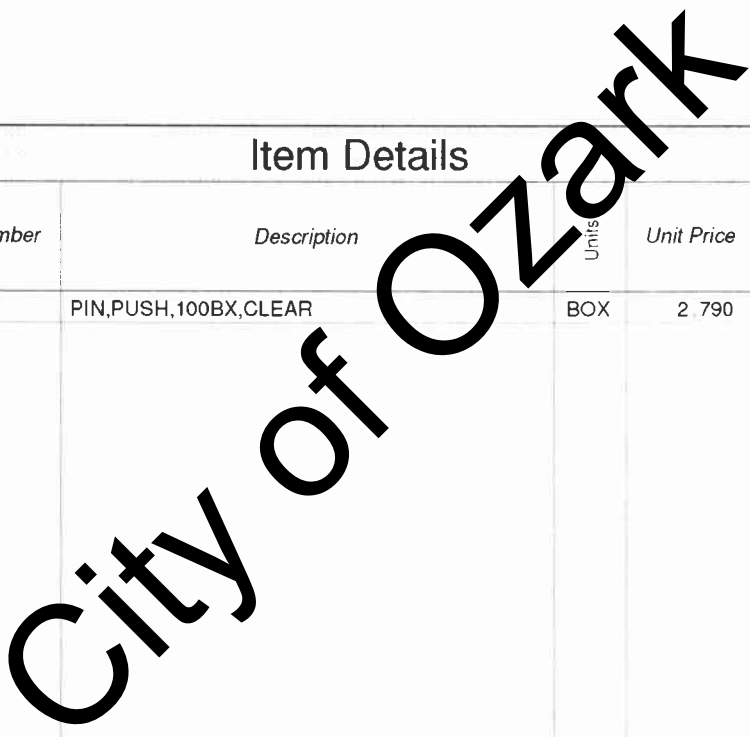 Item Details
mber Description Units Unit Price
PIN,PUSH,100BX,CLEAR BOX 2.790
City of Ozark